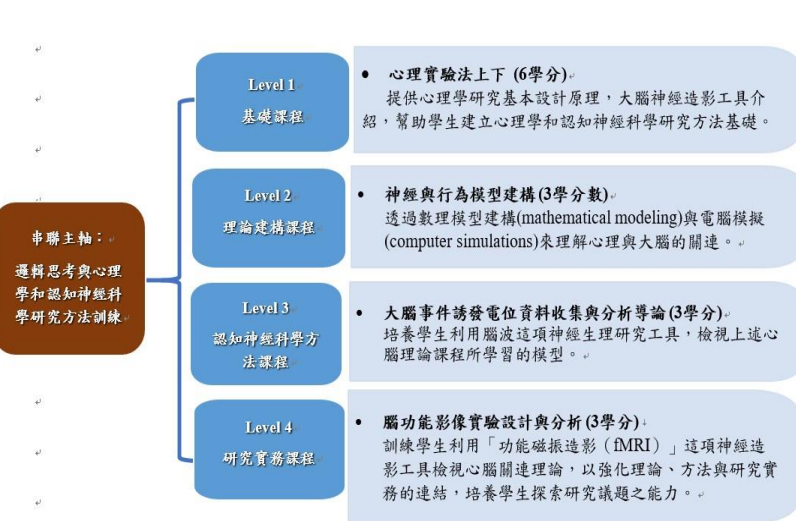 串聯主軸：
邏輯思考與心理
學和認知神經科
學研究方法訓練
Level 1
基礎課程
• 心理實驗法上下 (6學分)
提供心理學研究基本設計原理，大腦神經造影工具介
紹，幫助學生建立心理學和認知神經科學研究方法基礎。
Level 2
理論建構課程
• 神經與行為模型建構(3學分數)
透過數理模型建構(mathematical modeling)與電腦模擬
(computer simulations)來理解心理與大腦的關連。
Level 3
認知神經科學方
法課程
• 大腦事件誘發電位資料收集與分析導論(3學分)
培養學生利用腦波這項神經生理研究工具，檢視上述心
腦理論課程所學習的模型。
Level 4
研究實務課程
• 腦功能影像實驗設計與分析(3學分)
訓練學生利用「功能磁振造影（fMRI）」這項神經造
影工具檢視心腦關連理論，以強化理論、方法與研究實
務的連結，培養學生探索研究議題之能力。